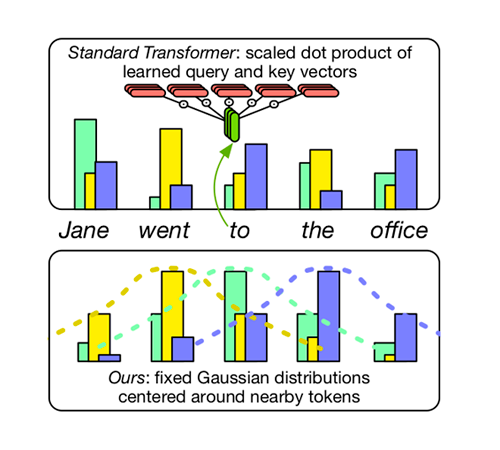 Standard Transformer: scaled dot product of
learned query and key vectors
Jane went to the office
Ours: fixed Gaussian distributions
centered around nearby tokens